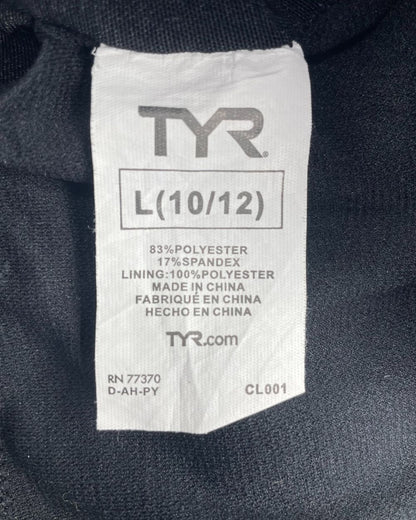 TYR®
L(10/12)
83%POLYESTER
17%SPANDEX
LINING:100%POLYESTER
MADE IN CHINA
FABRIQUÉ EN CHINA
HECHO EN CHINA
TYR.com
RN 77370
D-AH-PY CL001